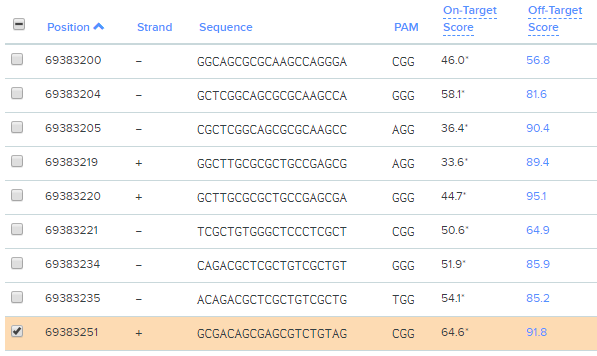 Position Strand Sequence PAM On-Target Score Off-Target Score
69383200 – GGCAGCGCGCAAGCCAGGGA CGG 46.0* 56.8
69383204 – GCTCGGCAGCGCGCAAGCCA GGG 58.1* 81.6
69383205 – CGCTCGGCAGCGCGCAAGCC AGG 36.4* 90.4
69383219 + GGCTTGCGCGCTGCCGAGCG AGG 33.6* 89.4
69383220 + GCTTGCGCGCTGCCGAGCGA GGG 44.7* 95.1
69383221 – TCGCTGTGGGCTCCCTCGCT CGG 50.6* 64.9
69383234 – CAGACGCTCGCTGTCGCTGT GGG 51.9* 85.9
69383235 – ACAGACGCTCGCTGTCGCTG TGG 54.1* 85.2
69383251 + GCGACAGCGAGCGTCTGTAG CGG 64.6* 91.8